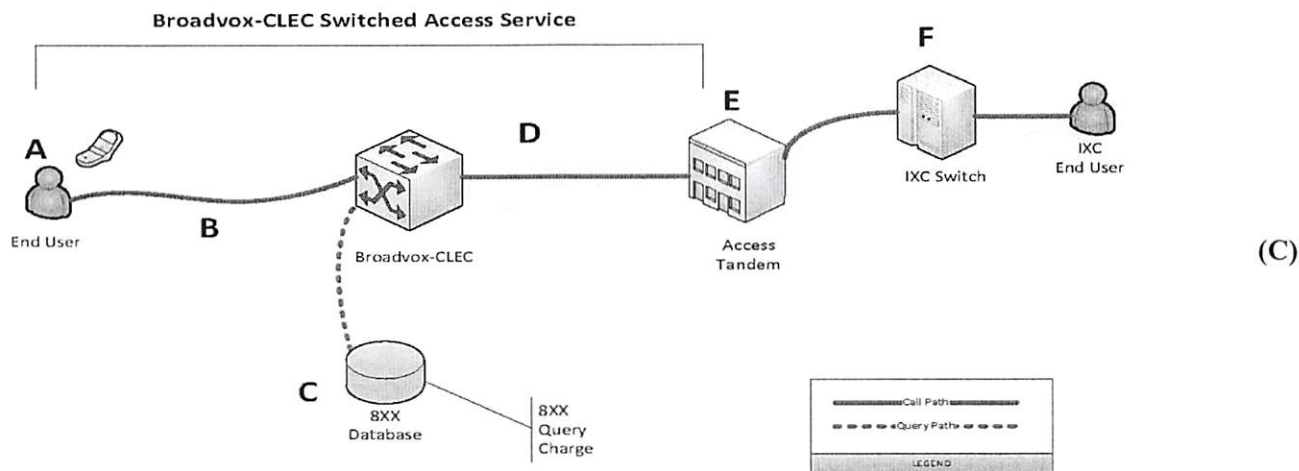 Broadvox-CLEC Switched Access Service
F
E
D
A
IXC
End User
IXC Switch
B
End User
Broadvox-CLEC
Access
Tandem
(C)
C
8XX
Database
8XX
Query
Charge
Call Path
Query Path
LEGEND